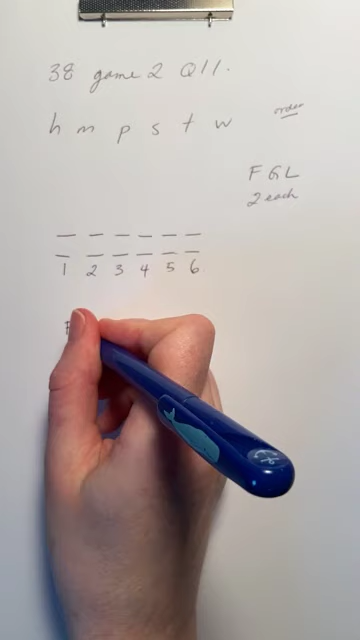 38 game 2 Q11.
h m p s t w
order
F G L
2 each
1 2 3 4 5 6